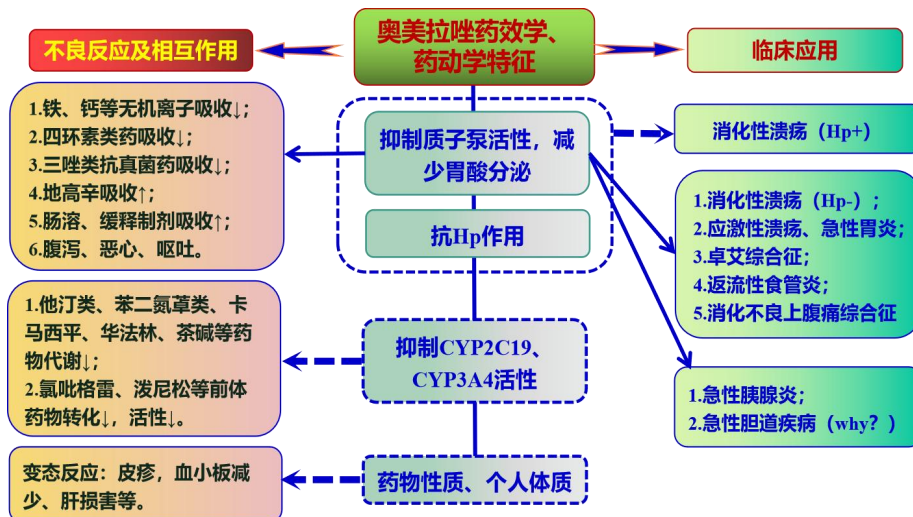 不良反应及相互作用
奥美拉唑药效学、
药动学特征
临床应用
1.铁、钙等无机离子吸收↓；
2.四环素类药吸收↓；
3.三唑类抗真菌药吸收↓；
4.地高辛吸收↑；
5.肠溶、缓释制剂吸收↑；
6.腹泻、恶心、呕吐。
抑制质子泵活性，减
少胃酸分泌
抗Hp作用
消化性溃疡（Hp+）
1.消化性溃疡（Hp-）；
2.应激性溃疡、急性胃炎；
3.卓艾综合征；
4.返流性食管炎；
5.消化不良上腹痛综合征
1.他汀类、苯二氮䓬类、卡
马西平、华法林、茶碱等药
物代谢↓；
2.氯吡格雷、泼尼松等前体
药物转化↓，活性↓。
抑制CYP2C19、
CYP3A4活性
1.急性胰腺炎；
2.急性胆道疾病（why？）
变态反应：皮疹，血小板减
少、肝损害等。
药物性质、个人体质